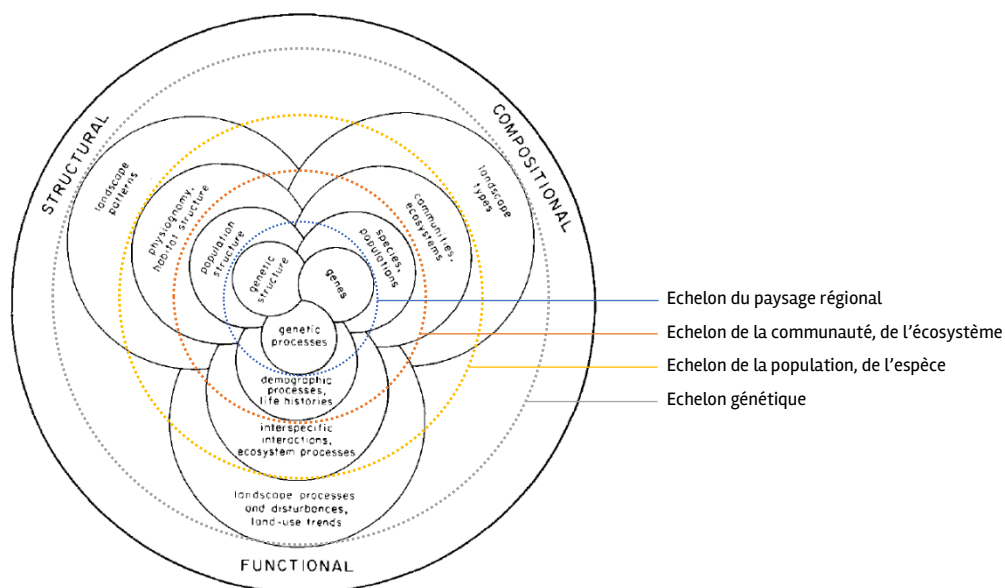 STRUCTURAL
COMPOSITIONAL
landscape
patterns
physiognomy,
habitat structure
population
structure
genetic
structure
landscape
types
communities,
ecosystems
species,
populations
genes
genetic
processes
demographic
processes,
life histories
interspecific
interactions,
ecosystem processes
landscape processes
and disturbances,
land-use trends
FUNCTIONAL
Echelon du paysage régional
Echelon de la communauté, de l’écosystème
Echelon de la population, de l’espèce
Echelon génétique